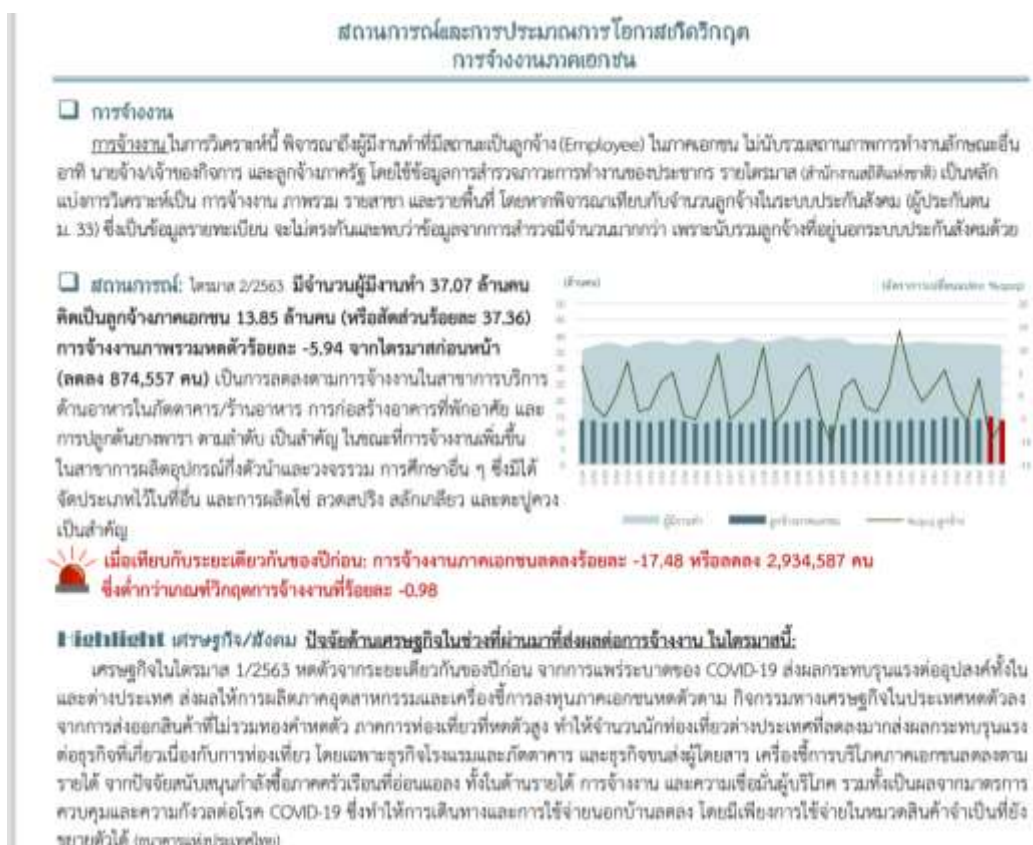 สถานการณ์และการประมาณการโอกาสเกิดวิกฤต
การจ้างงานภาคเอกชน
❑ การจ้างงาน
การจ้างงาน ในการวิเคราะห์นี้ พิจารณาถึงผู้มีงานทำที่มีสถานะเป็นลูกจ้าง (Employee) ในภาคเอกชน ไม่นับรวมสถานภาพการทำงานลักษณะอื่น
อาทิ นายจ้าง/เจ้าของกิจการ และลูกจ้างภาครัฐ โดยใช้ข้อมูลการสำรวจภาวะการทำงานของประชากร รายไตรมาส (สำนักงานสถิติแห่งชาติ) เป็นหลัก
แบ่งการวิเคราะห์เป็น การจ้างงาน ภาพรวม รายสาขา และรายพื้นที่ โดยหากพิจารณาเทียบกับจำนวนลูกจ้างในระบบประกันสังคม (ผู้ประกันตน
ม. 33) ซึ่งเป็นข้อมูลรายทะเบียน จะไม่ตรงกันและพบว่าข้อมูลจากการสำรวจมีจำนวนมากกว่า เพราะนับรวมลูกจ้างที่อยู่นอกระบบประกันสังคมด้วย
❑ สถานการณ์: ไตรมาส 2/2563 มีจำนวนผู้มีงานทำ 37.07 ล้านคน
คิดเป็นลูกจ้างภาคเอกชน 13.85 ล้านคน (หรือสัดส่วนร้อยละ 37.36)
การจ้างงานภาพรวมหดตัวร้อยละ -5.94 จากไตรมาสก่อนหน้า
(ลดลง 874,557 คน) เป็นการลดลงตามการจ้างงานในสาขาการบริการ
ด้านอาหารในภัตตาคาร/ร้านอาหาร การก่อสร้างอาคารที่พักอาศัย และ
การปลูกต้นยางพารา ตามลำดับ เป็นสำคัญ ในขณะที่การจ้างงานเพิ่มขึ้น
ในสาขาการผลิตอุปกรณ์กึ่งตัวนำและวงจรรวม การศึกษาอื่น ๆ ซึ่งมิได้
จัดประเภทไว้ในที่อื่น และการผลิตโซ่ ลวดสปริง สลักเกลียว และตะปูควง
เป็นสำคัญ
(ล้านคน)
ผู้มีงานทำ ลูกจ้างภาคเอกชน %yoy ลูกจ้าง
เมื่อเทียบกับระยะเดียวกันของปีก่อน: การจ้างงานภาคเอกชนลดลงร้อยละ -17.48 หรือลดลง 2,934,587 คน
ซึ่งต่ำกว่าเกณฑ์วิกฤตการจ้างงานที่ร้อยละ -0.98
Highlight เศรษฐกิจ/สังคม ปัจจัยด้านเศรษฐกิจในช่วงที่ผ่านมาที่ส่งผลต่อการจ้างงาน ในไตรมาสนี้:
เศรษฐกิจในไตรมาส 1/2563 หดตัวจากระยะเดียวกันของปีก่อน จากการแพร่ระบาดของ COVID-19 ส่งผลกระทบรุนแรงต่ออุปสงค์ทั้งใน
และต่างประเทศ ส่งผลให้การผลิตภาคอุตสาหกรรมและเครื่องชี้การลงทุนภาคเอกชนหดตัวตาม กิจกรรมทางเศรษฐกิจในประเทศหดตัวลง
จากการส่งออกสินค้าที่ไม่รวมทองคำหดตัว ภาคการท่องเที่ยวที่หดตัวสูง ทำให้จำนวนนักท่องเที่ยวต่างประเทศที่ลดลงมากส่งผลกระทบรุนแรง
ต่อธุรกิจที่เกี่ยวเนื่องกับการท่องเที่ยว โดยเฉพาะธุรกิจโรงแรมและภัตตาคาร และธุรกิจขนส่งผู้โดยสาร เครื่องชี้การบริโภคภาคเอกชนลดลงตาม
รายได้ จากปัจจัยสนับสนุนกำลังซื้อภาคครัวเรือนที่อ่อนแอลง ทั้งในด้านรายได้ การจ้างงาน และความเชื่อมั่นผู้บริโภค รวมทั้งเป็นผลจากมาตรการ
ควบคุมและความกังวลต่อโรค COVID-19 ซึ่งทำให้การเดินทางและการใช้จ่ายนอกบ้านลดลง โดยมีเพียงการใช้จ่ายในหมวดสินค้าจำเป็นที่ยัง
ขยายตัวได้ (ธนาคารแห่งประเทศไทย)